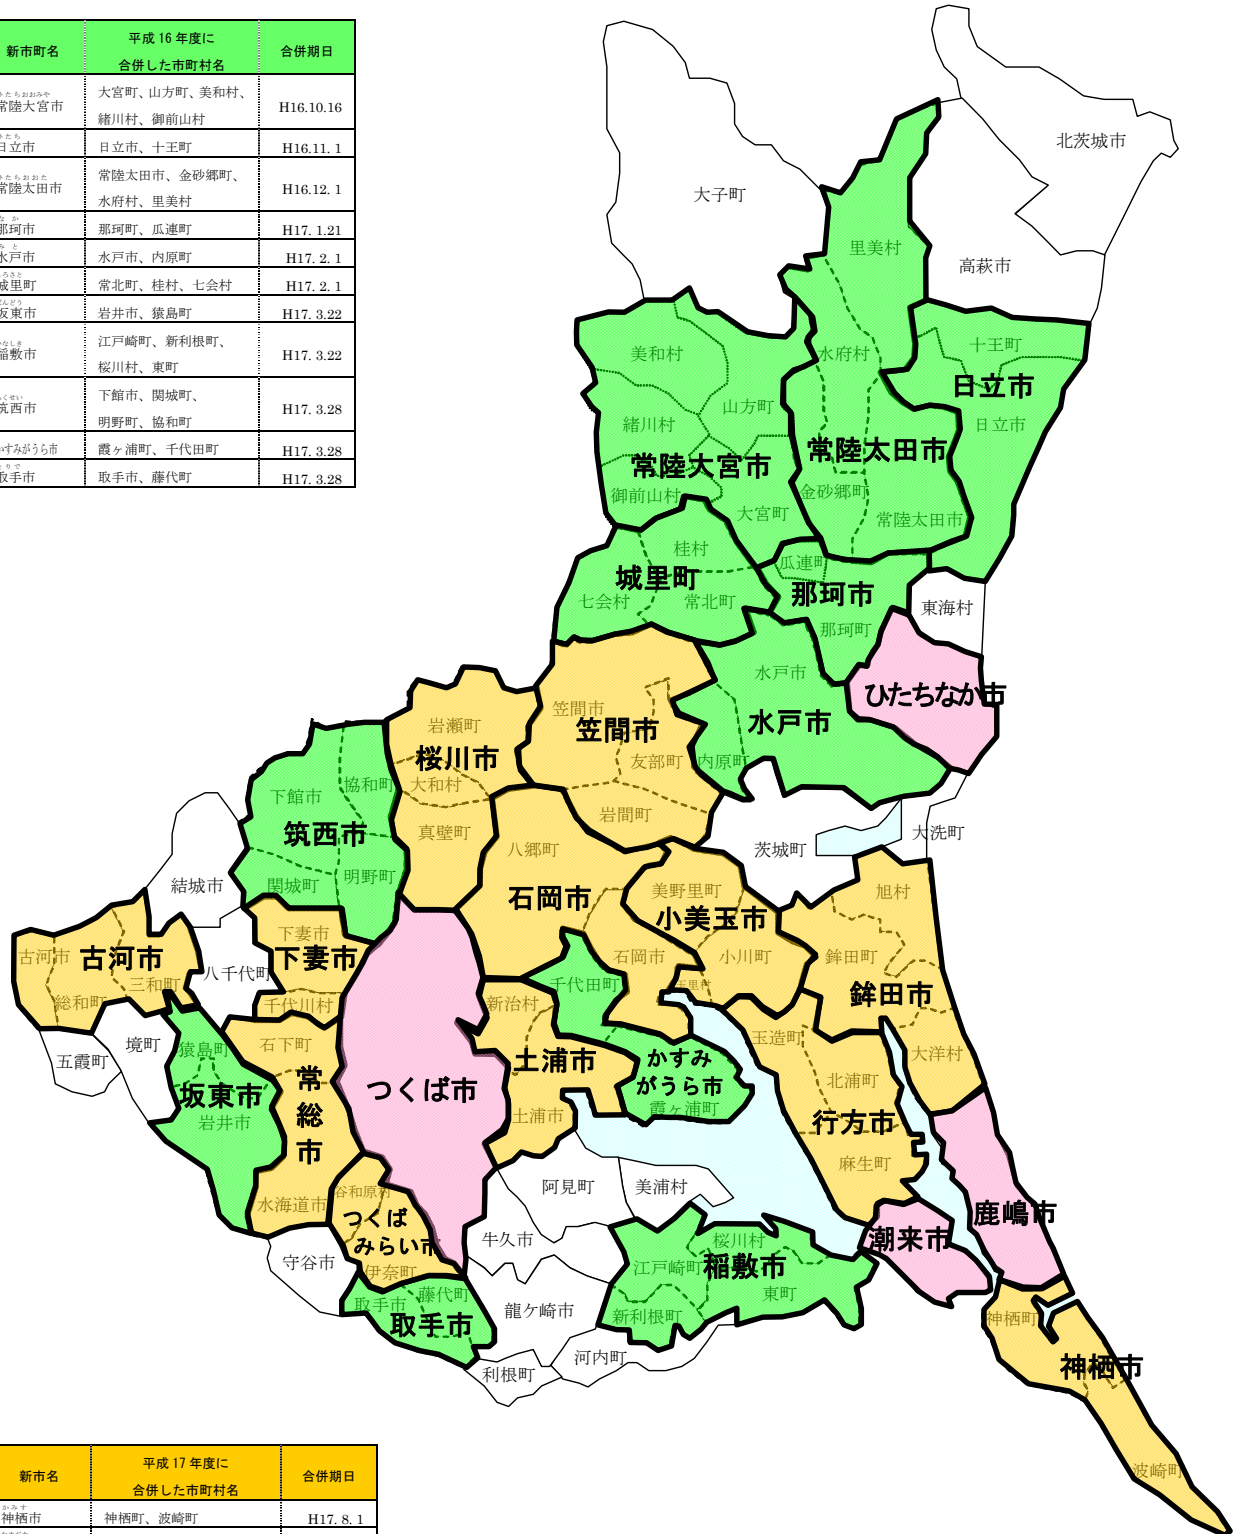 新市町名 平成 16 年度に 合併期日
合併した市町村名
常陸大宮市 大宮町、山方町、美和村、 H16.10.16
緒川村、御前山村
日立市 日立市、十王町 H16.11. 1
常陸太田市 常陸太田市、金砂郷町、 H16.12. 1
水府村、里美村
那珂市 那珂町、瓜連町 H17. 1.21
水戸市 水戸市、内原町 H17. 2. 1
城里町 常北町、桂村、七会村 H17. 2. 1
坂東市 岩井市、猿島町 H17. 3.22
稲敷市 江戸崎町、新利根町、 H17. 3.22
桜川村、東町
筑西市 下館市、関城町、 H17. 3.28
明野町、協和町
かすみがうら市 霞ヶ浦町、千代田町 H17. 3.28
取手市 取手市、藤代町 H17. 3.28
北茨城市
大子町
里美村
高萩市
十王町
美和村
水府村
日立市
山方町
緒川村
日立市
常陸太田市
常陸大宮市
御前山村
金砂郷町
大宮町
常陸太田市
桂村
瓜連町
城里町
那珂市
七会村
常北町
東海村
那珂町
水戸市
ひたちなか市
笠間市
岩瀬町
笠間市
水戸市
桜川市
友部町
内原町
協和町
大和村
下館市
岩間町
筑西市
真壁町
大洗町
八郷町
茨城町
明野町
関城町
結城市
美野里町
旭村
石岡市
小美玉市
下妻市
古河市
古河市
下妻市
石岡市
小川町
鉾田町
八千代町
三和町
千代田町
玉里村
鉾田市
総和町
千代川村
新治村
玉造町
境町
猿島町
石下町
五霞町
土浦市
かすみ
がうら市
大洋村
坂東市
常総市
つくば市
北浦町
霞ヶ浦町
岩井市
土浦市
行方市
麻生町
阿見町
美浦村
谷和原村
水海道市
つくば
みらい市
鹿嶋市
潮来市
牛久市
桜川村
守谷市
伊奈町
江戸崎町
稲敷市
東町
藤代町
取手市
取手市
龍ケ崎市
新利根町
神栖町
河内町
利根町
神栖市
波崎町
新市名 平成 17 年度に 合併期日
合併した市町村名
かみす
神栖市 神栖町、波崎町 H17. 8. 1